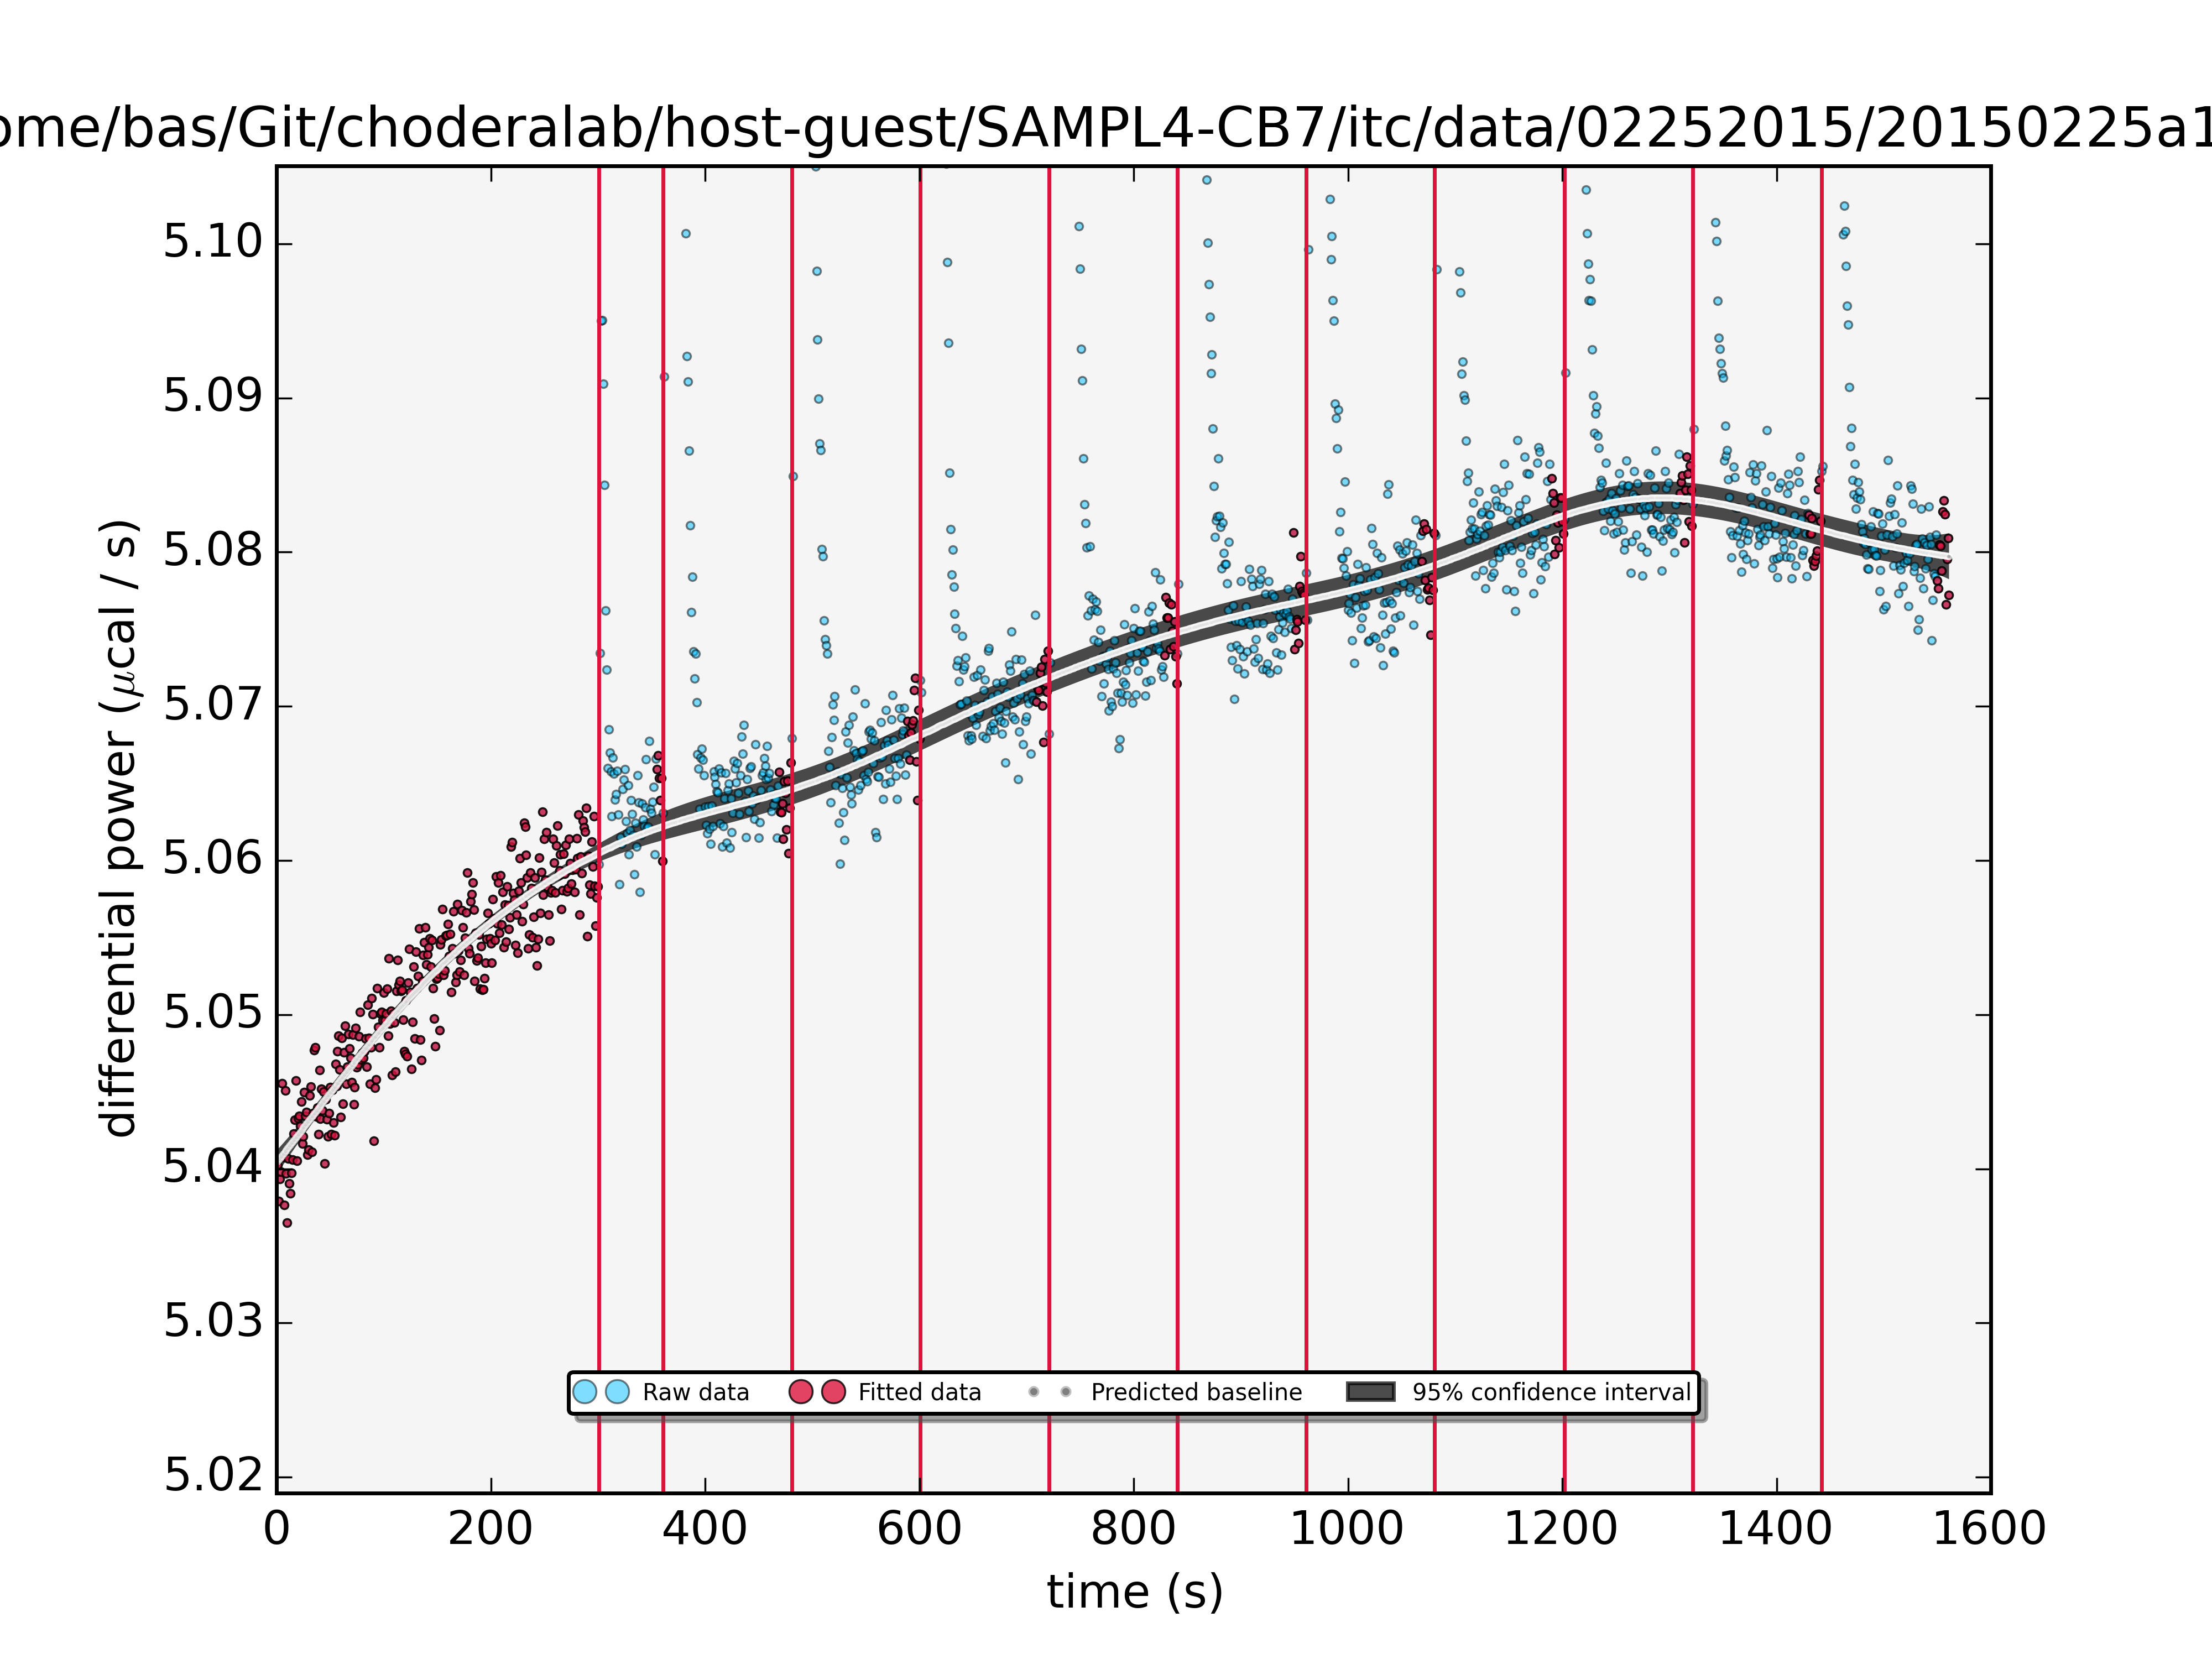 ome/bas/Git/choderalab/host-guest/SAMPL4-CB7/itc/data/02252015/20150225a1
5.10
5.09
5.08
5.07
5.06
5.05
5.04
5.03
5.02
differential power (μcal / s)
Raw data Fitted data Predicted baseline 95% confidence interval
0 200 400 600 800 1000 1200 1400 1600
time (s)